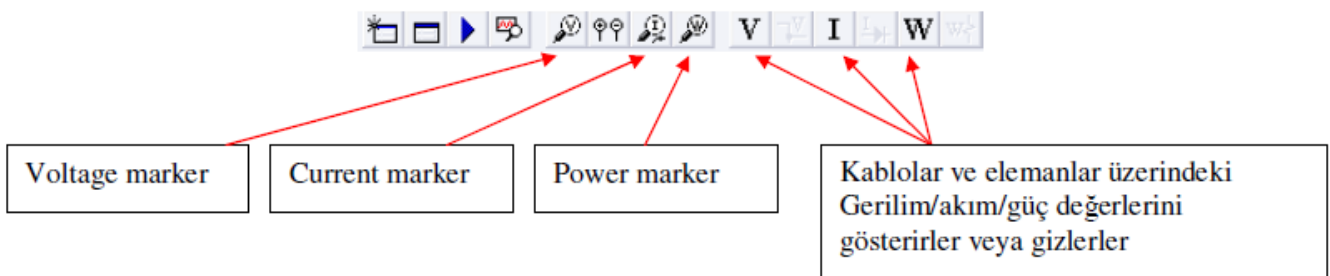 V I W V I I W W
Voltage marker
Current marker
Power marker
Kablolar ve elemanlar üzerindeki
Gerilim/akım/güç değerlerini
gösterirler veya gizlerler